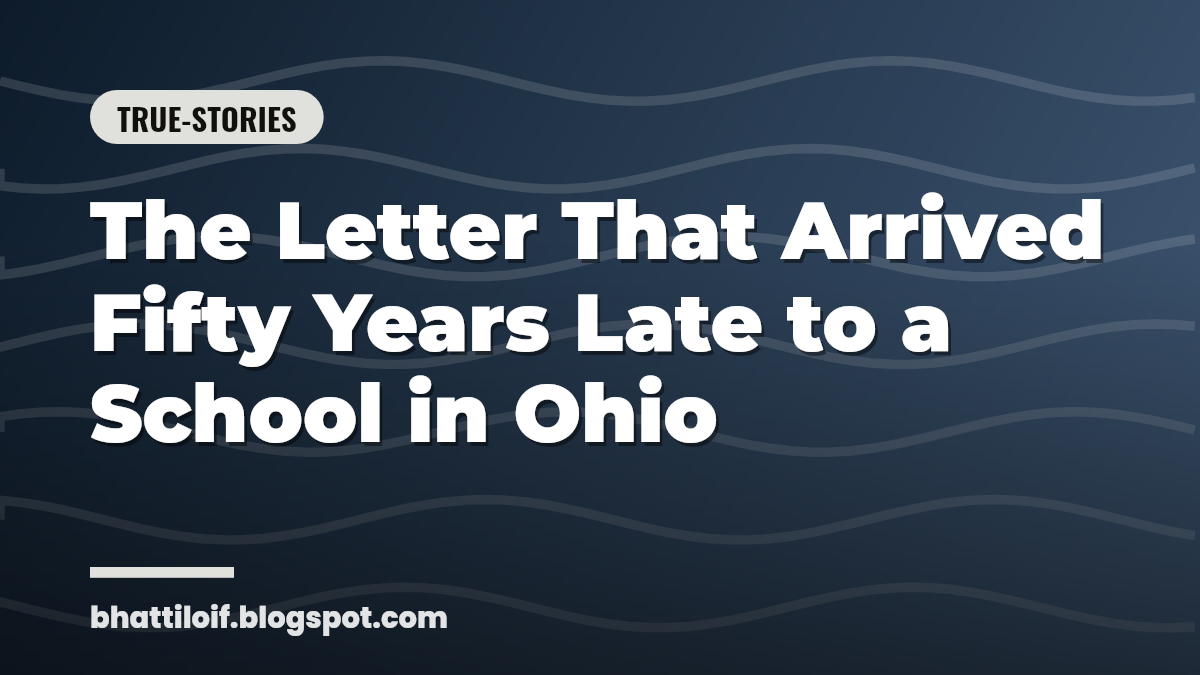 TRUE-STORIES
The Letter That Arrived
Fifty Years Late to a
School in Ohio
bhattiloif.blogspot.com